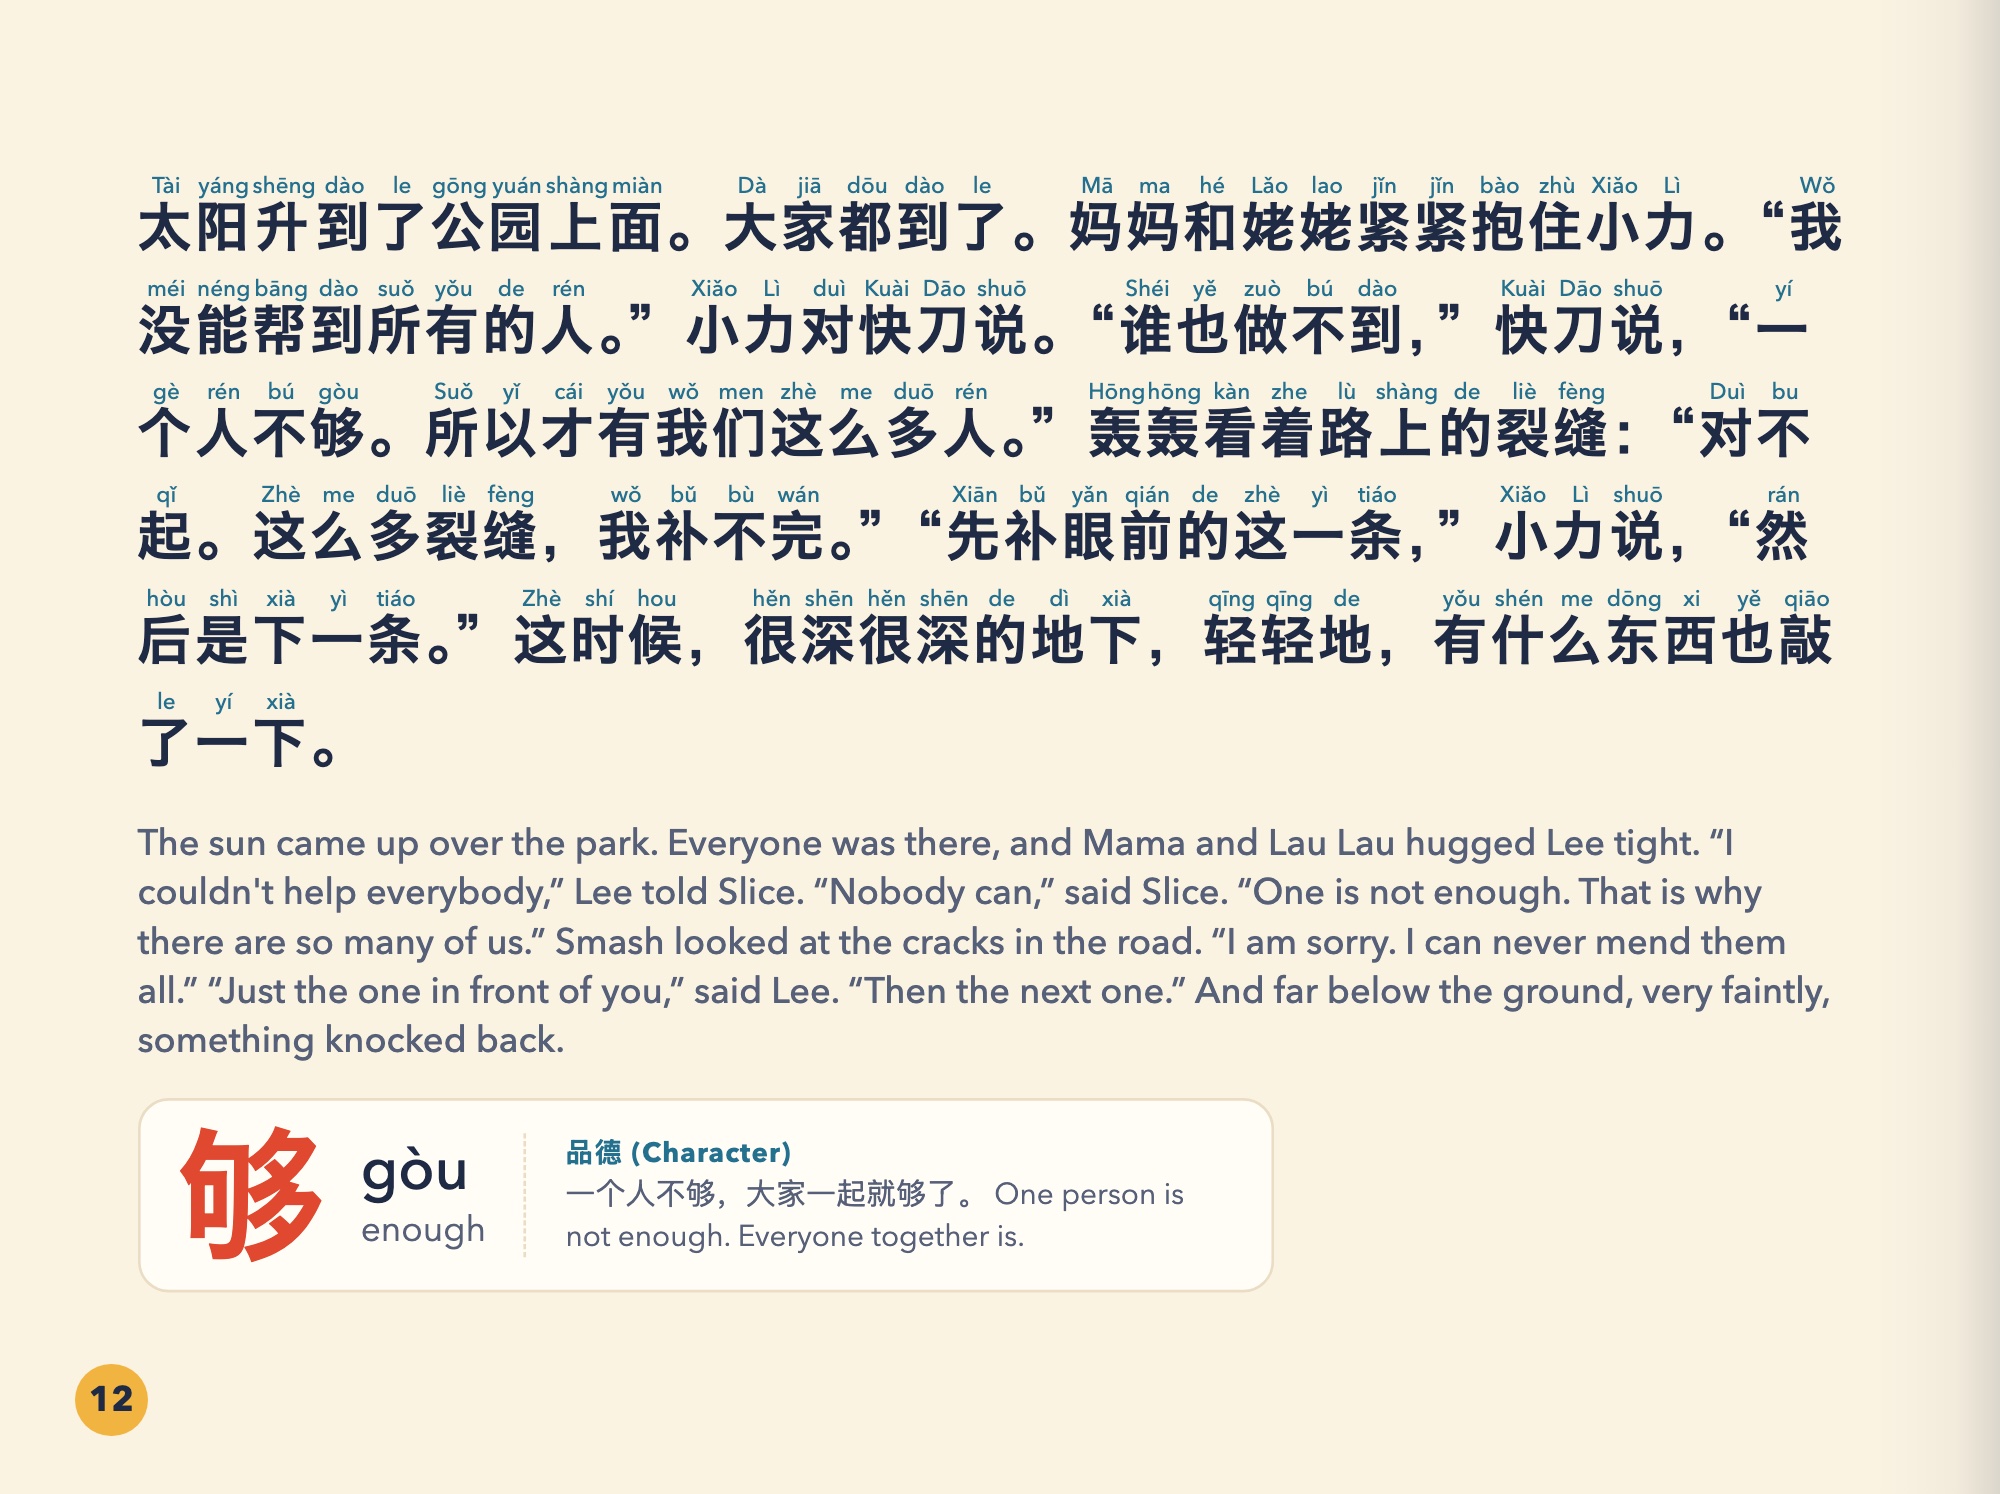 Tài yáng shēng dào le gōng yuán shàng miàn Dà jiā dōu dào le Mā ma hé Lǎo lao jǐn jǐn bào zhù Xiǎo Lì Wǒ
太阳升到了公园上面。大家都到了。妈妈和姥姥紧紧抱住小力。“我
méi néng bāng dào suǒ yǒu de rén Xiǎo Lì duì Kuài Dāo shuō Shéi yě zuò bú dào Kuài Dāo shuō yí
没能帮到所有的人。” 小力对快刀说。“谁也做不到，” 快刀说，“一
gè rén bú gòu Suǒ yǐ cái yǒu wǒ men zhè me duō rén Hōng hōng kàn zhe lù shàng de liè fèng Duì bu
个人不够。所以才有我们这么多人。” 轰轰看着路上的裂缝：“对不
qǐ Zhè me duō liè fèng wǒ bǔ bù wán Xiān bǔ yǎn qián de zhè yì tiáo Xiǎo Lì shuō rán
起。这么多裂缝，我补不完。” “先补眼前的这一条，” 小力说，“然
hòu shì xià yì tiáo Zhè shí hou hěn shēn hěn shēn de dì xià qīng qīng de yǒu shén me dōng xi yě qiāo
后是下一条。” 这时候，很深很深的地下，轻轻地，有什么东西也敲
le yí xià
了一下。
The sun came up over the park. Everyone was there, and Mama and Lau Lau hugged Lee tight. “I
couldn't help everybody,” Lee told Slice. “Nobody can,” said Slice. “One is not enough. That is why
there are so many of us.” Smash looked at the cracks in the road. “I am sorry. I can never mend them
all.” “Just the one in front of you,” said Lee. “Then the next one.” And far below the ground, very faintly,
something knocked back.
够
gòu
enough
品德 (Character)
一个人不够，大家一起就够了。 One person is
not enough. Everyone together is.
12